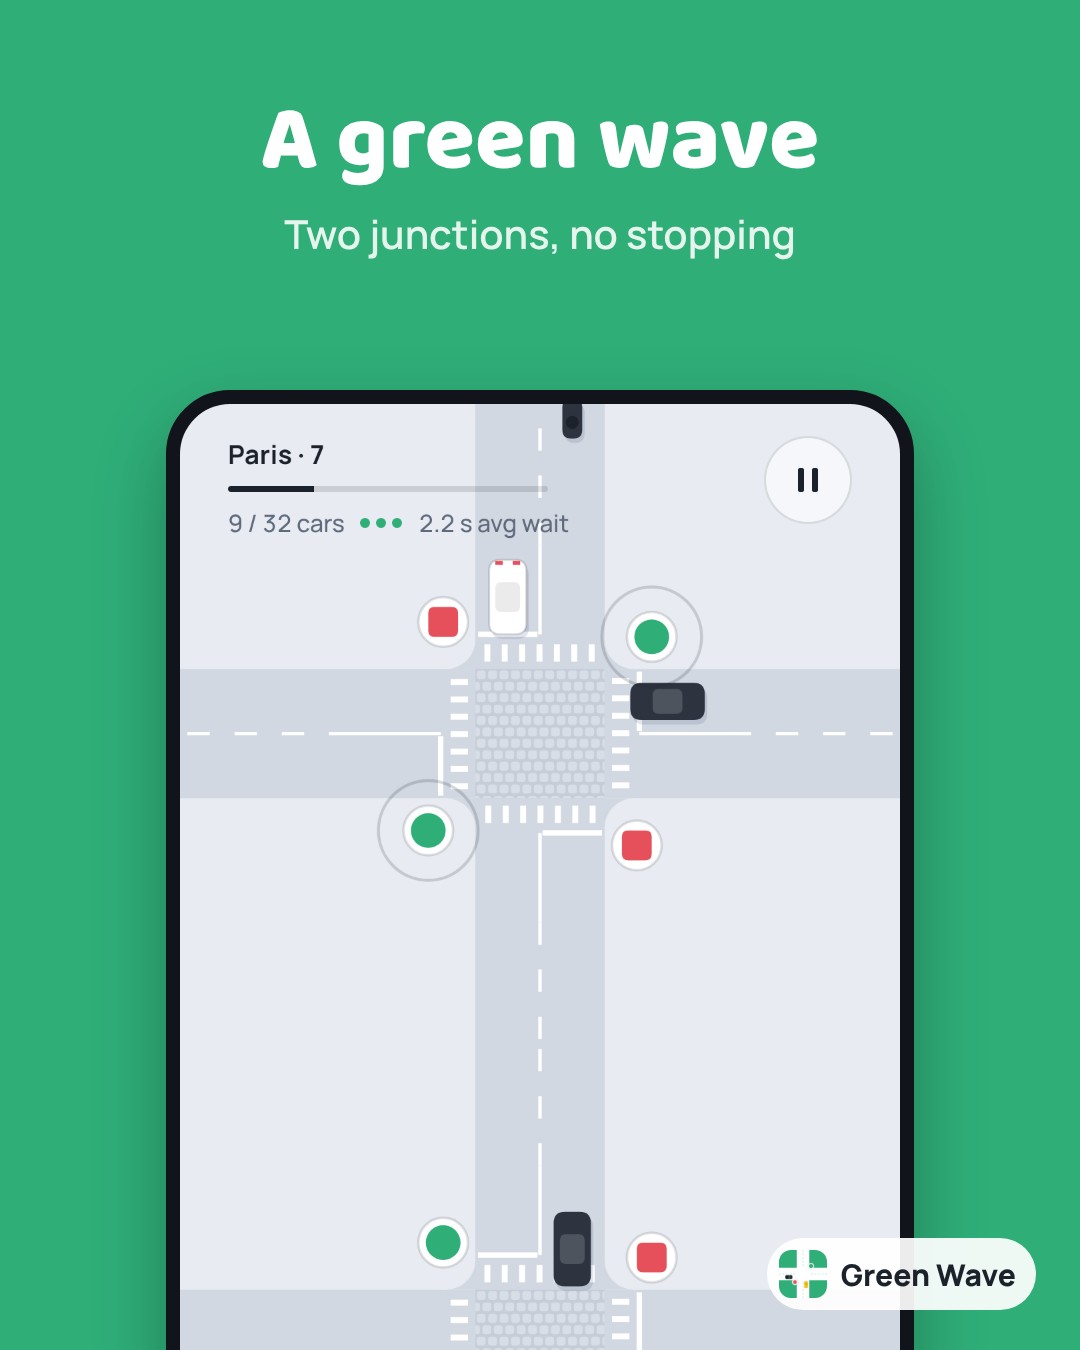 A green wave
Two junctions, no stopping
Paris · 7
9 / 32 cars 2.2 s avg wait
Green Wave